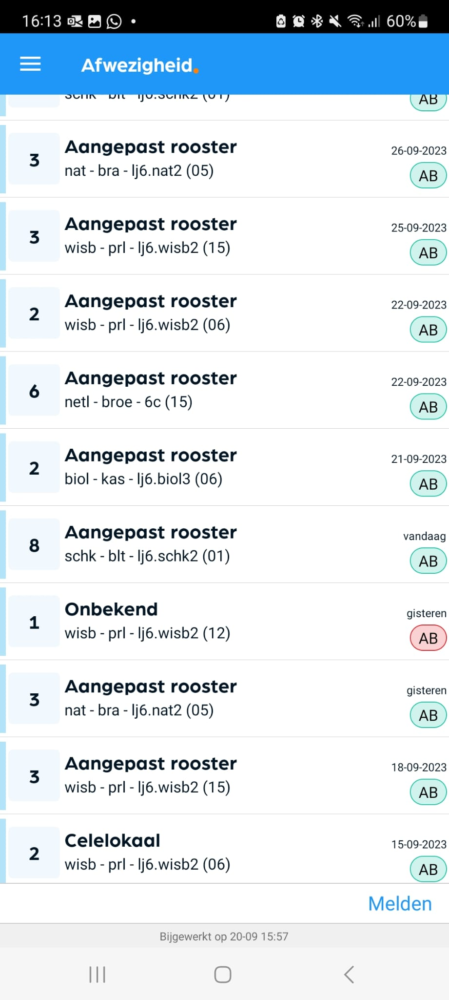 16:13
60%
Afwezigheid.
schk - blt - lj6.schk2 (01)
AB
3
Aangepast rooster
26-09-2023
nat - bra - lj6.nat2 (05)
AB
3
Aangepast rooster
25-09-2023
wisb - prl - lj6.wisb2 (15)
AB
2
Aangepast rooster
22-09-2023
wisb - prl - lj6.wisb2 (06)
AB
6
Aangepast rooster
22-09-2023
netl - broe - 6c (15)
AB
2
Aangepast rooster
21-09-2023
biol - kas - lj6.biol3 (06)
AB
8
Aangepast rooster
vandaag
schk - blt - lj6.schk2 (01)
AB
1
Onbekend
gisteren
wisb - prl - lj6.wisb2 (12)
AB
3
Aangepast rooster
gisteren
nat - bra - lj6.nat2 (05)
AB
3
Aangepast rooster
18-09-2023
wisb - prl - lj6.wisb2 (15)
AB
2
Celelokaal
15-09-2023
wisb - prl - lj6.wisb2 (06)
AB
Melden
Bijgewerkt op 20-09 15:57